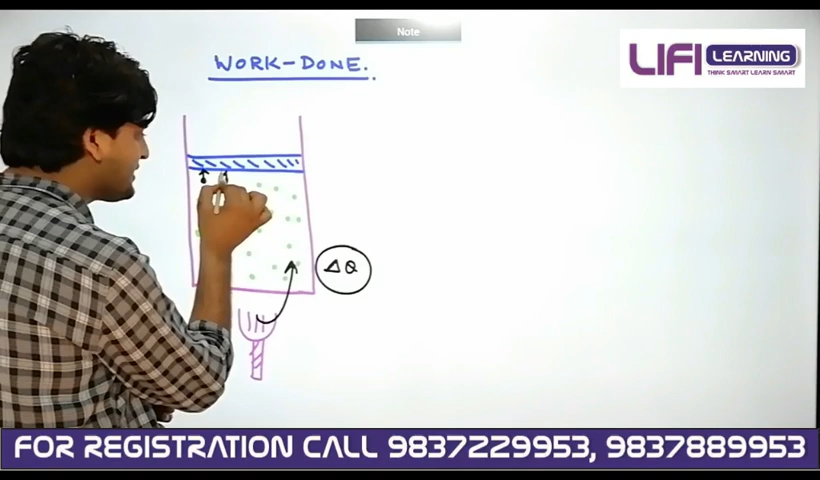 Note
WORK-DONE.
LIFI LEARNING
THINK SMART LEARN SMART
ΔQ
FOR REGISTRATION CALL 9837229953, 9837889953